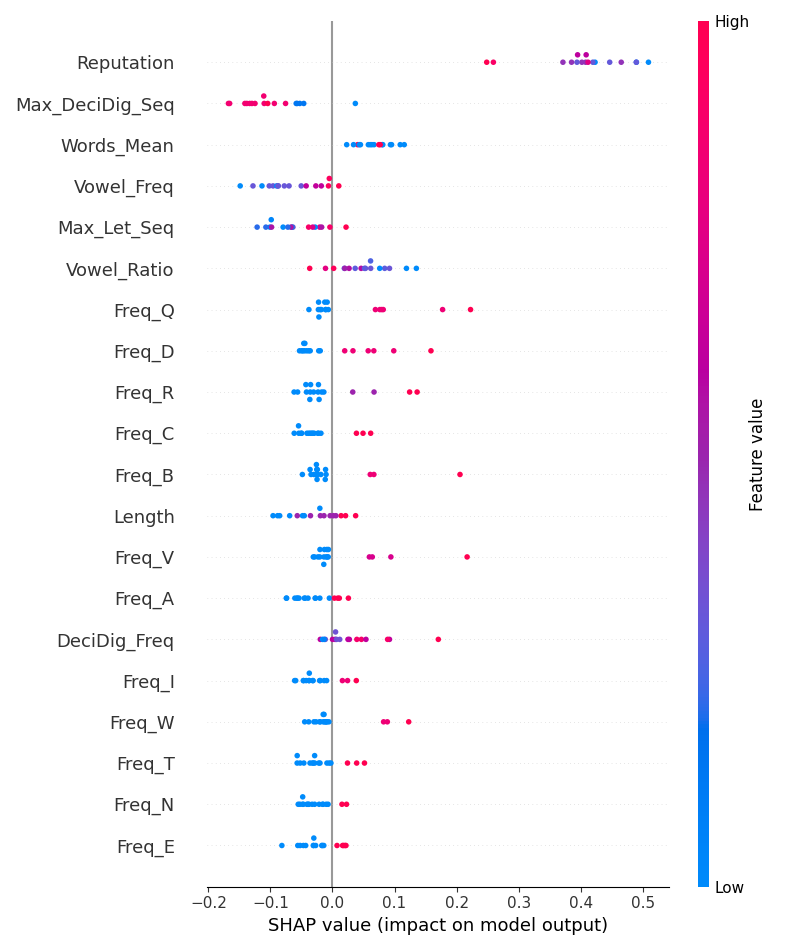 High
Reputation
Max_DeciDig_Seq
Words_Mean
Vowel_Freq
Max_Let_Seq
Vowel_Ratio
Freq_Q
Freq_D
Freq_R
Freq_C
Freq_B
Length
Freq_V
Freq_A
DeciDig_Freq
Freq_I
Freq_W
Freq_T
Freq_N
Freq_E
Feature value
Low
−0.2 −0.1 0.0 0.1 0.2 0.3 0.4 0.5
SHAP value (impact on model output)